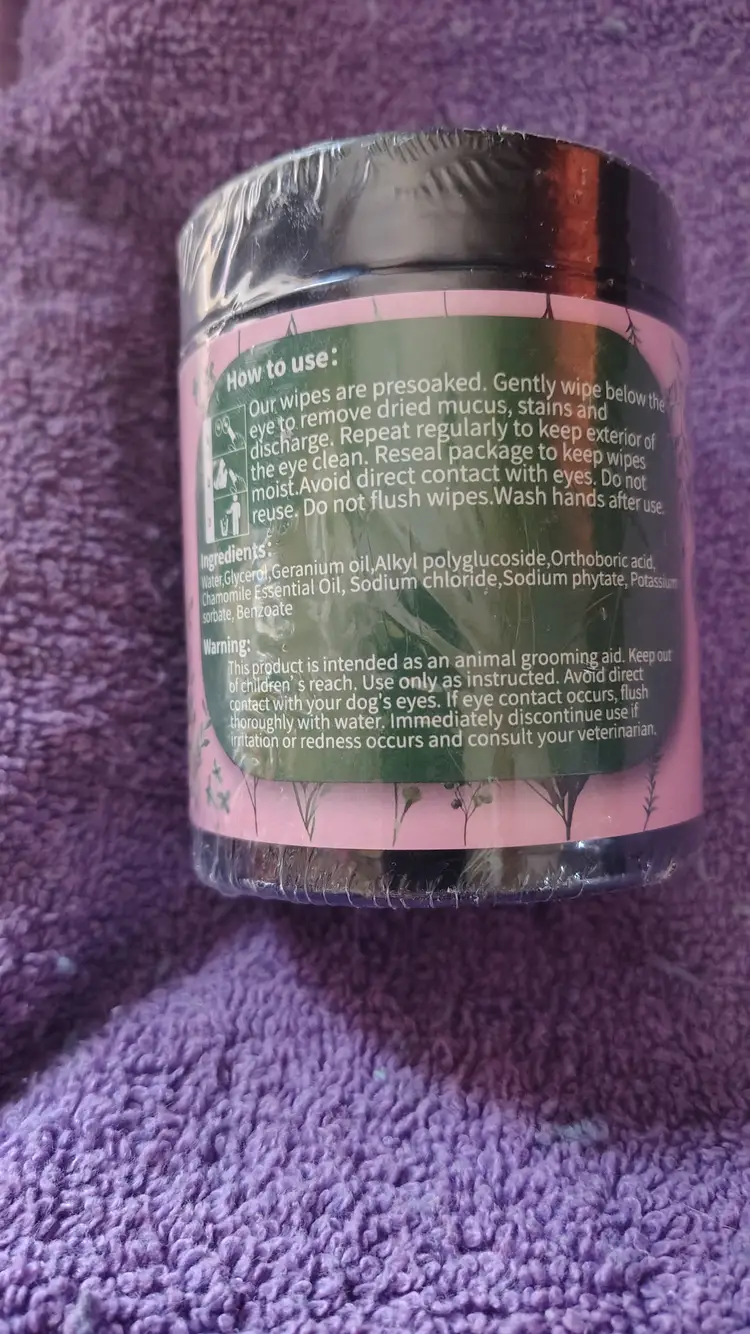 How to use:
Our wipes are presoaked. Gently wipe below the
eye to remove dried mucus, stains and
discharge. Repeat regularly to keep exterior of
the eye clean. Reseal package to keep wipes
moist.Avoid direct contact with eyes. Do not
reuse. Do not flush wipes.Wash hands after use.
Ingredients:
Water,Glycerol,Geranium oil,Alkyl polyglucoside,Orthoboric acid,
Chamomile Essential Oil, Sodium chloride,Sodium phytate, Potassium
sorbate, Benzoate
Warning:
This product is intended as an animal grooming aid. Keep out
of children's reach. Use only as instructed. Avoid direct
contact with your dog's eyes. If eye contact occurs, flush
thoroughly with water. Immediately discontinue use if
irritation or redness occurs and consult your veterinarian.